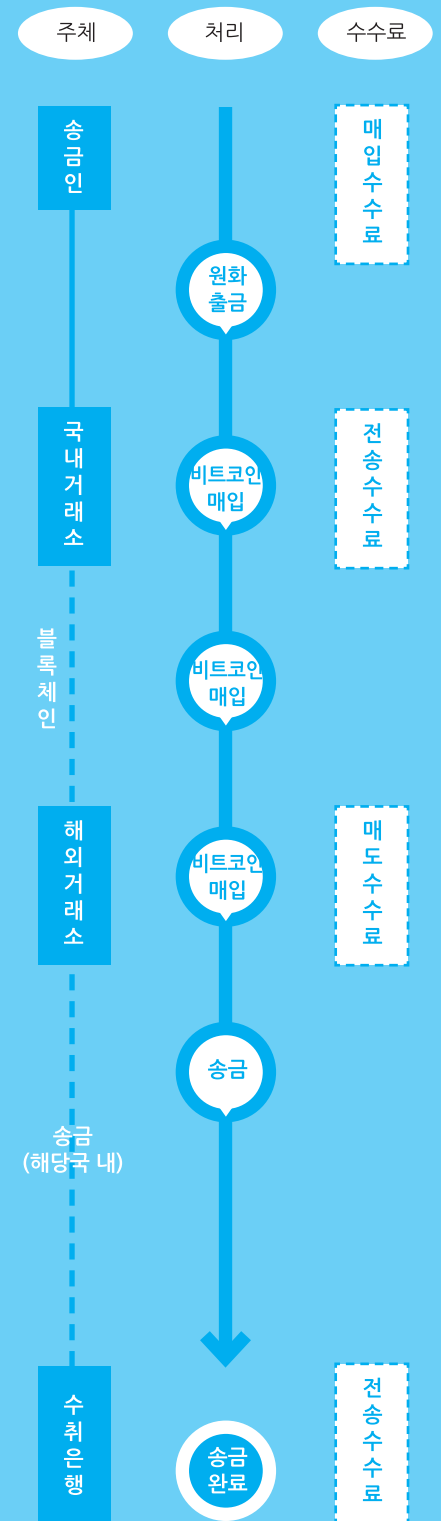 주체
처리
수수료
송금인
매입수수료
원화
출금
국내거래소
비트코인
매입
전송수수료
블록체인
비트코인
매입
해외거래소
비트코인
매입
매도수수료
송금
송금
(해당국 내)
수취은행
송금
완료
전송수수료